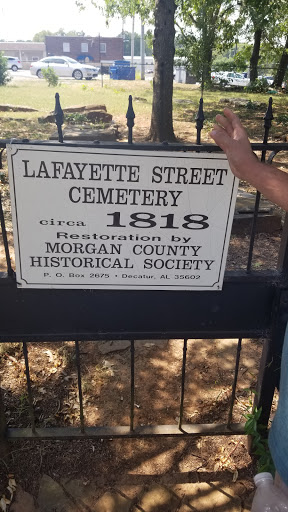 LAFAYETTE STREET
CEMETERY
circa 1818
Restoration by
MORGAN COUNTY
HISTORICAL SOCIETY
P. O. Box 2675 • Decatur, AL 35602